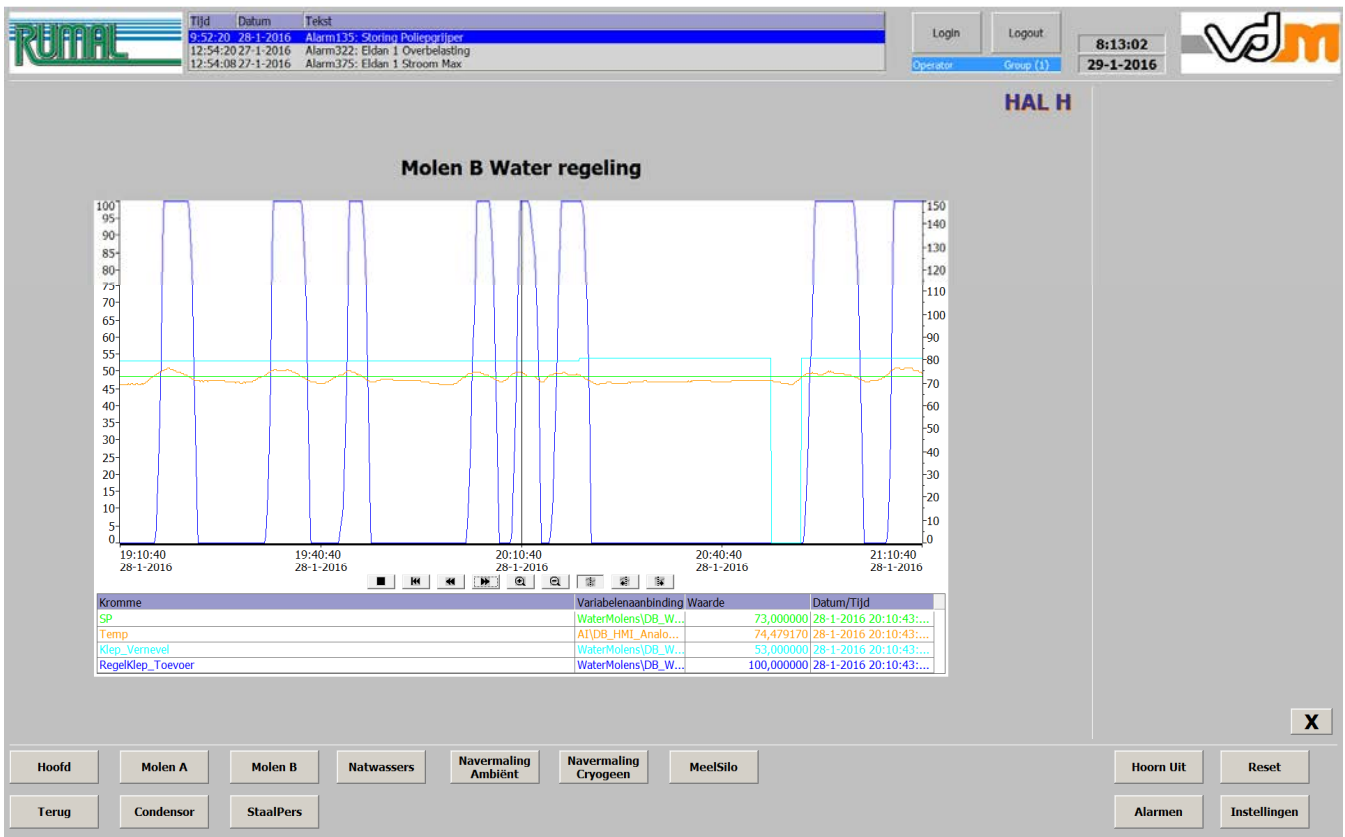 RUMAL
Tijd Datum Tekst
9:52:20 28-1-2016 Alarm135: Storing Poliepgrijper
12:54:20 27-1-2016 Alarm322: Eldan 1 Overbelasting
12:54:08 27-1-2016 Alarm375: Eldan 1 Stroom Max
Login Logout
Operator Group (1)
8:13:02
29-1-2016
vdm
HAL H
Molen B Water regeling
100 150
95
90 140
85 130
80 120
75 110
70
65 100
60 90
55 80
50
45 70
40 60
35 50
30
25 40
20 30
15 20
10
5 10
0 0
19:10:40 19:40:40 20:10:40 20:40:40 21:10:40
28-1-2016 28-1-2016 28-1-2016 28-1-2016 28-1-2016
Kromme Variabelenaanbinding Waarde Datum/Tijd
SP WaterMolens\DB_W... 73,000000 28-1-2016 20:10:43:...
Temp AI\DB_HMI_Analo... 74,479170 28-1-2016 20:10:43:...
Klep_Vernevel WaterMolens\DB_W... 53,000000 28-1-2016 20:10:43:...
RegelKlep_Toevoer WaterMolens\DB_W... 100,000000 28-1-2016 20:10:43:...
X
Hoofd Molen A Molen B Natwassers Navermaling Ambiënt Navermaling Cryogeen MeelSilo Hoorn Uit Reset
Terug Condensor StaalPers Alarmen Instellingen